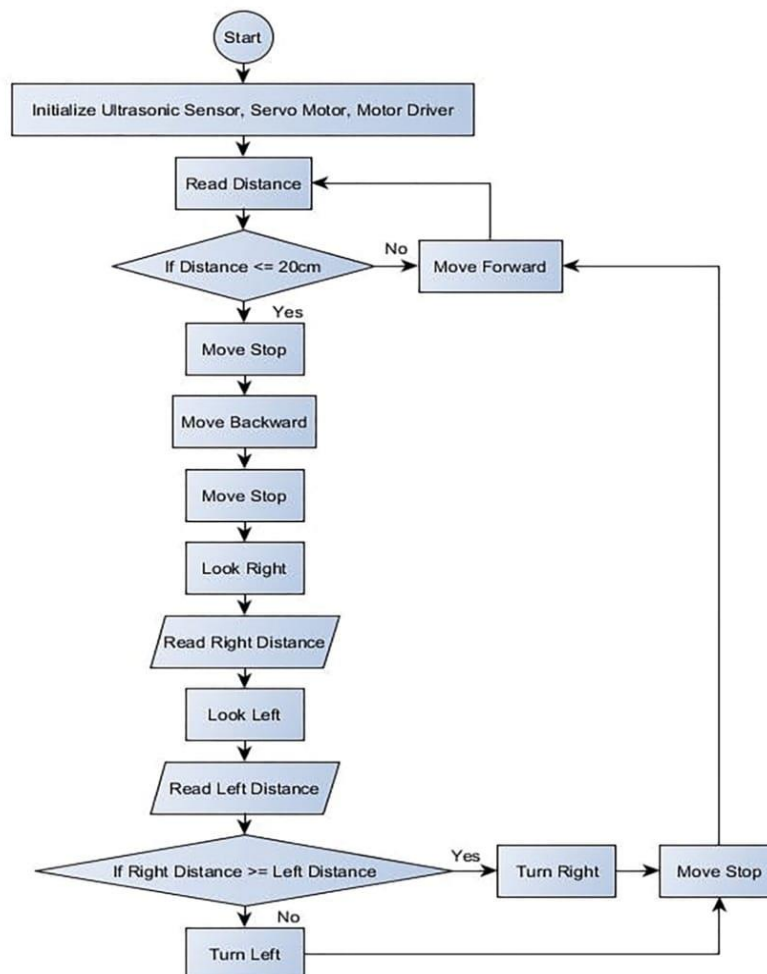 Start
Initialize Ultrasonic Sensor, Servo Motor, Motor Driver
Read Distance
If Distance <= 20cm
No
Move Forward
Yes
Move Stop
Move Backward
Move Stop
Look Right
Read Right Distance
Look Left
Read Left Distance
If Right Distance >= Left Distance
Yes
Turn Right
Move Stop
No
Turn Left